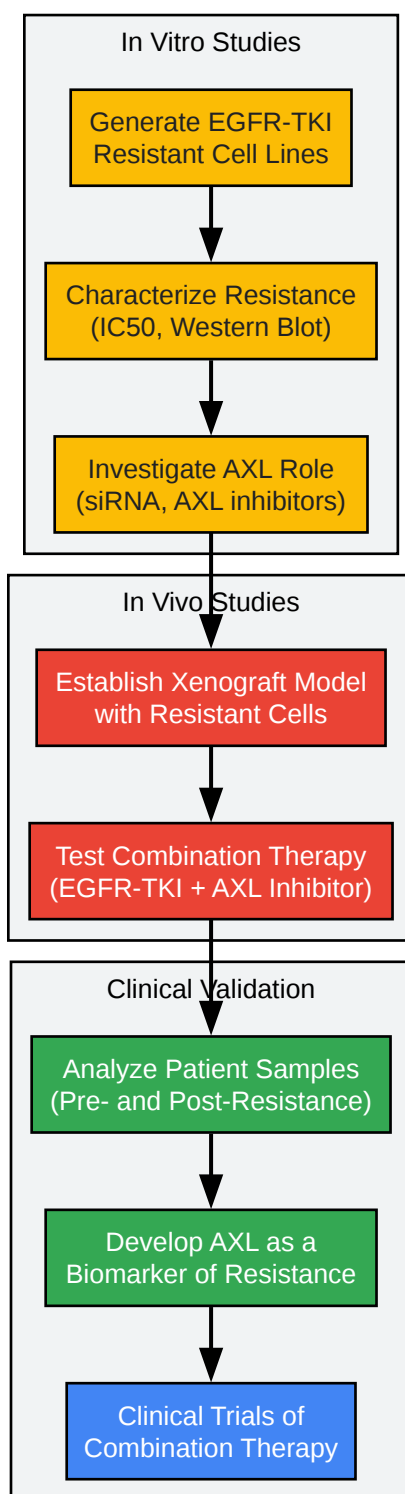 In Vitro Studies
Generate EGFR-TKI
Resistant Cell Lines
Characterize Resistance
(IC50, Western Blot)
Investigate AXL Role
(siRNA, AXL inhibitors)
In Vivo Studies
Establish Xenograft Model
with Resistant Cells
Test Combination Therapy
(EGFR-TKI + AXL Inhibitor)
Clinical Validation
Analyze Patient Samples
(Pre- and Post-Resistance)
Develop AXL as a
Biomarker of Resistance
Clinical Trials of
Combination Therapy